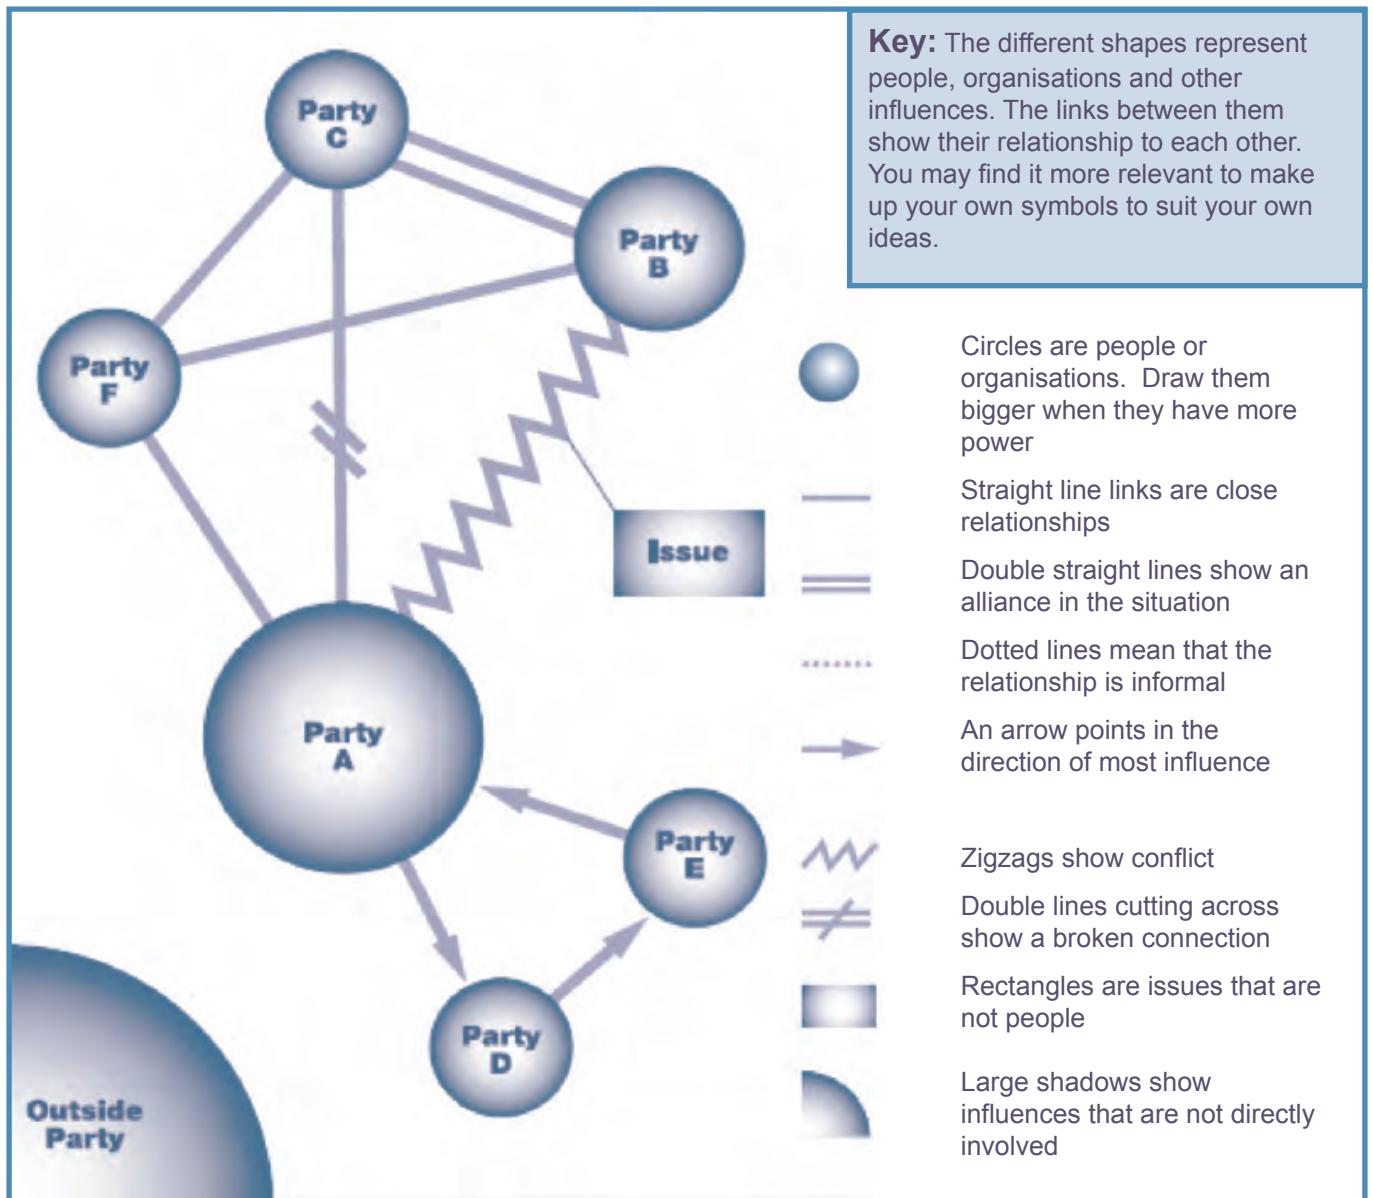 Party
C
Party
B
Party
F
Issue
Party
A
Party
E
Party
D
Outside
Party
Key: The different shapes represent
people, organisations and other
influences. The links between them
show their relationship to each other.
You may find it more relevant to make
up your own symbols to suit your own
ideas.
Circles are people or
organisations.  Draw them
bigger when they have more
power
Straight line links are close
relationships
Double straight lines show an
alliance in the situation
Dotted lines mean that the
relationship is informal
An arrow points in the
direction of most influence
Zigzags show conflict
Double lines cutting across
show a broken connection
Rectangles are issues that are
not people
Large shadows show
influences that are not directly
involved